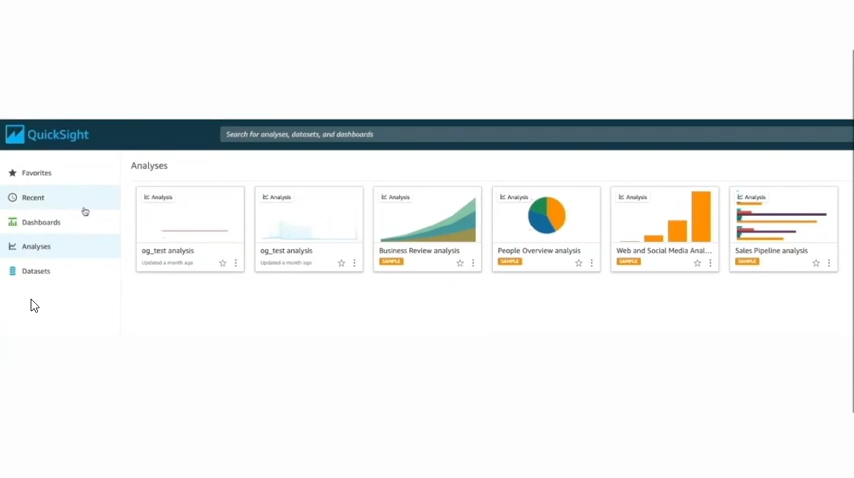 QuickSight
Search for analyses, datasets, and dashboards
Favorites
Recent
Dashboards
Analyses
Datasets
Analyses
Analysis
og_test analysis
Updated a month ago
Analysis
og_test analysis
Updated a month ago
Analysis
Business Review analysis
SAMPLE
Analysis
People Overview analysis
SAMPLE
Analysis
Web and Social Media Anal...
SAMPLE
Analysis
Sales Pipeline analysis
SAMPLE